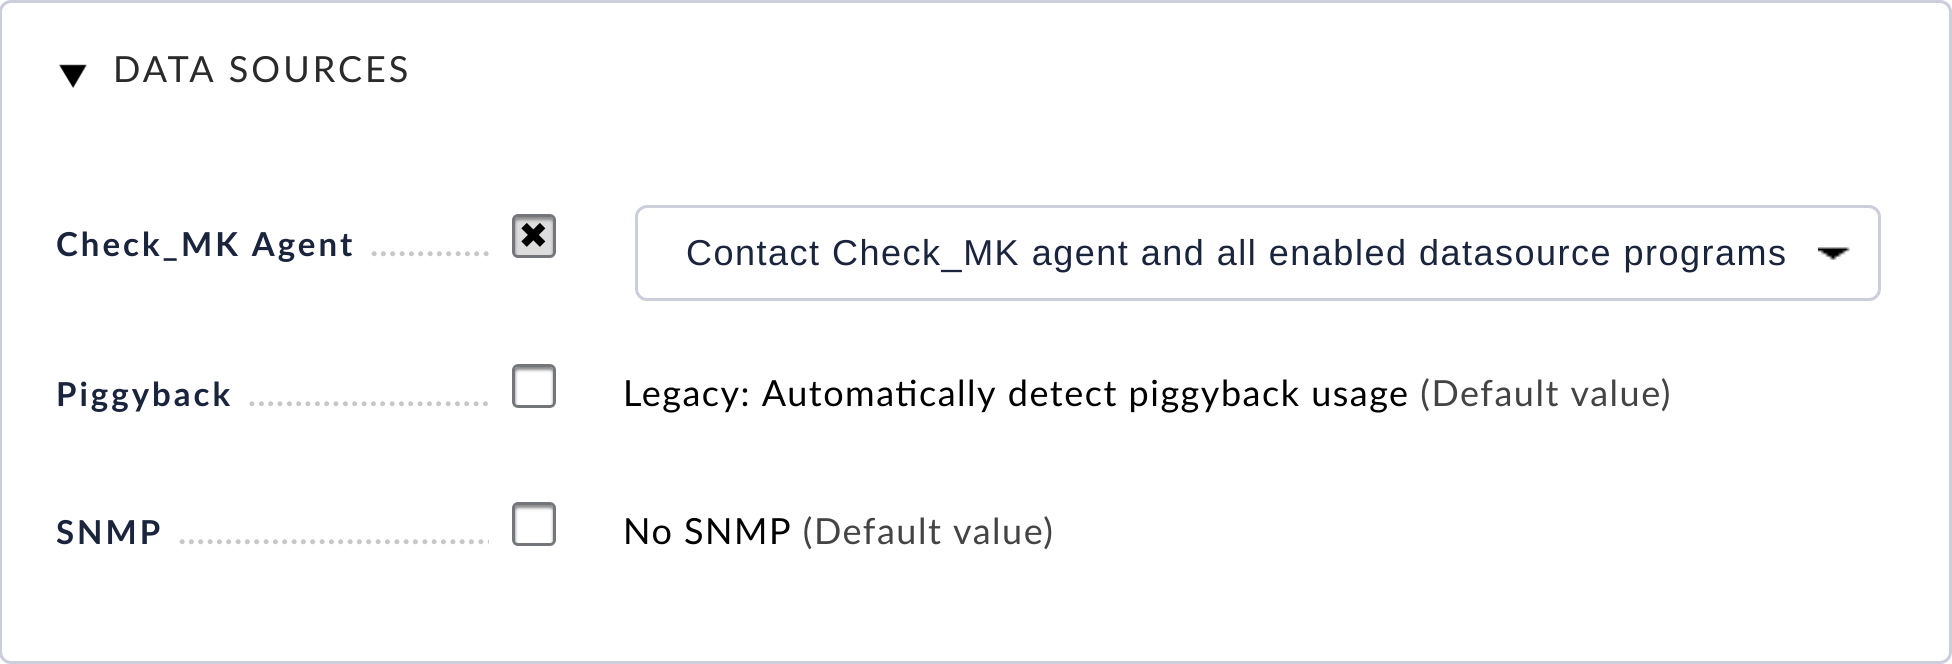 DATA SOURCES
Check_MK Agent
Contact Check_MK agent and all enabled datasource programs
Piggyback
Legacy: Automatically detect piggyback usage (Default value)
SNMP
No SNMP (Default value)